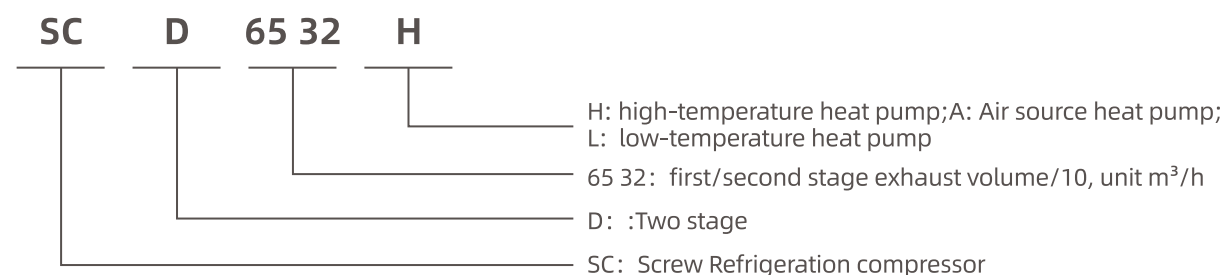 SC D 65 32 H
H: high-temperature heat pump;A: Air source heat pump;
L: low-temperature heat pump
65 32: first/second stage exhaust volume/10, unit m³/h
D: :Two stage
SC: Screw Refrigeration compressor